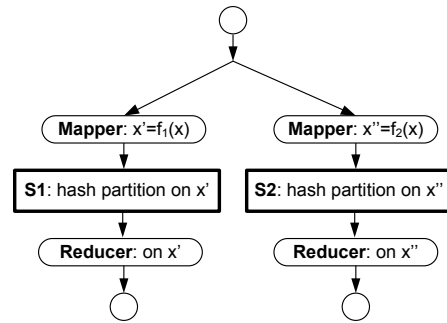 Mapper: x'=f₁(x)
Mapper: x''=f₂(x)
S1: hash partition on x'
S2: hash partition on x''
Reducer: on x'
Reducer: on x''